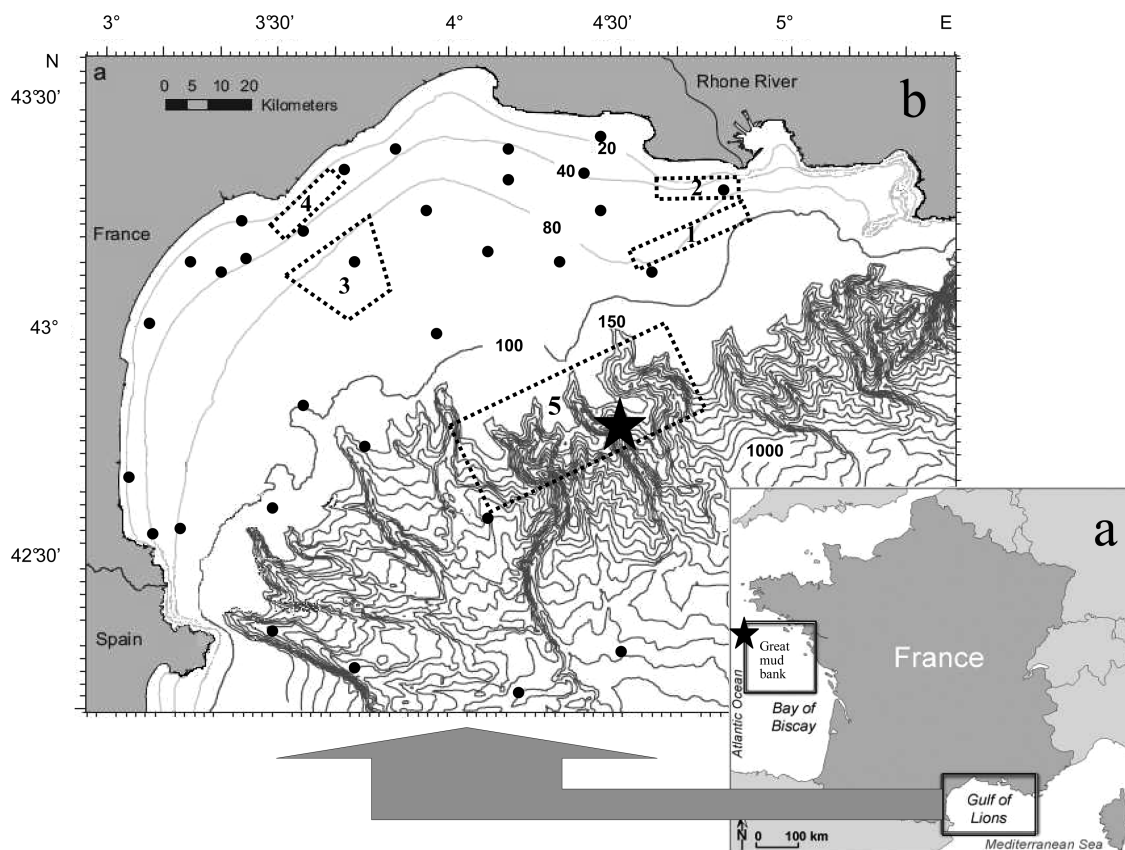 3°
3°30'
4°
4°30'
5°
E
N
a
0 5 10 20
Kilometers
Rhone River
b
43°30'
20
40
4
2
France
80
1
3
43°
150
100
5
1000
42°30'
Spain
a
Great
mud
bank
France
Atlantic Ocean
Bay of
Biscay
Gulf of
Lions
N
0 100 km
Mediterranean Sea